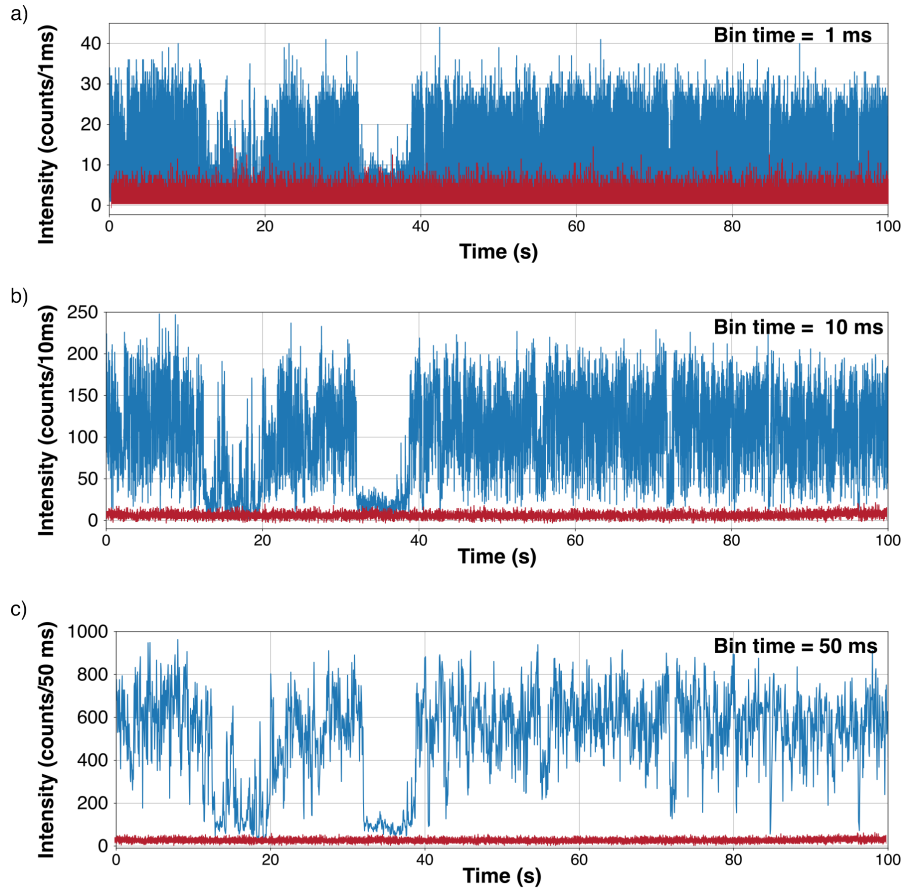 a)
Bin time = 1 ms
Intensity (counts/1ms)
40
30
20
10
0
0 20 40 60 80 100
Time (s)
b)
Bin time = 10 ms
Intensity (counts/10ms)
250
200
150
100
50
0
0 20 40 60 80 100
Time (s)
c)
Bin time = 50 ms
Intensity (counts/50 ms)
1000
800
600
400
200
0
0 20 40 60 80 100
Time (s)